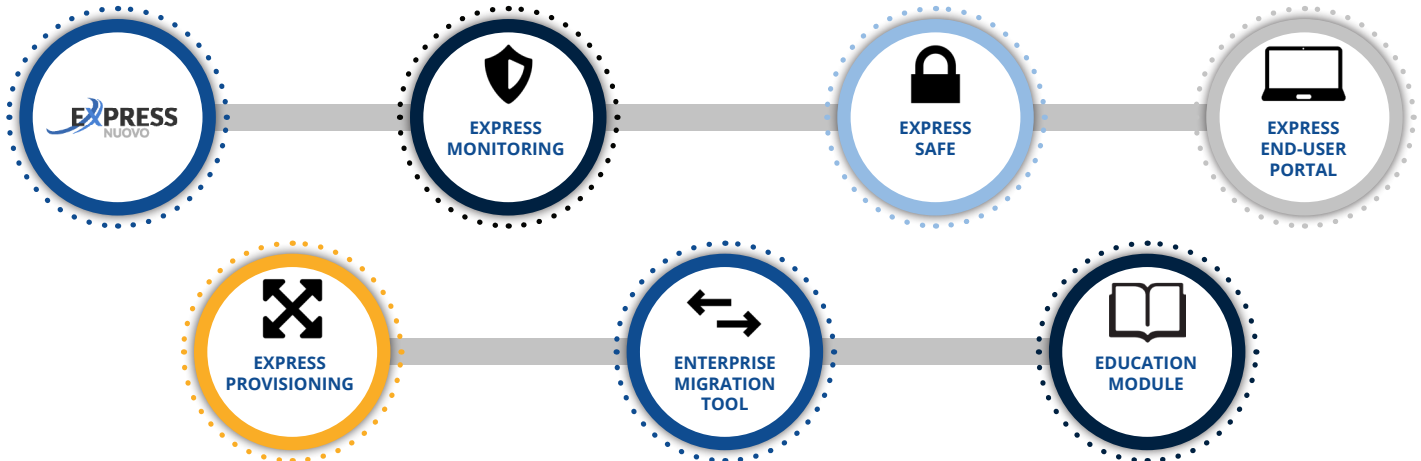 EXPRESS
NUOVO
EXPRESS
MONITORING
EXPRESS
SAFE
EXPRESS
END-USER
PORTAL
EXPRESS
PROVISIONING
ENTERPRISE
MIGRATION
TOOL
EDUCATION
MODULE